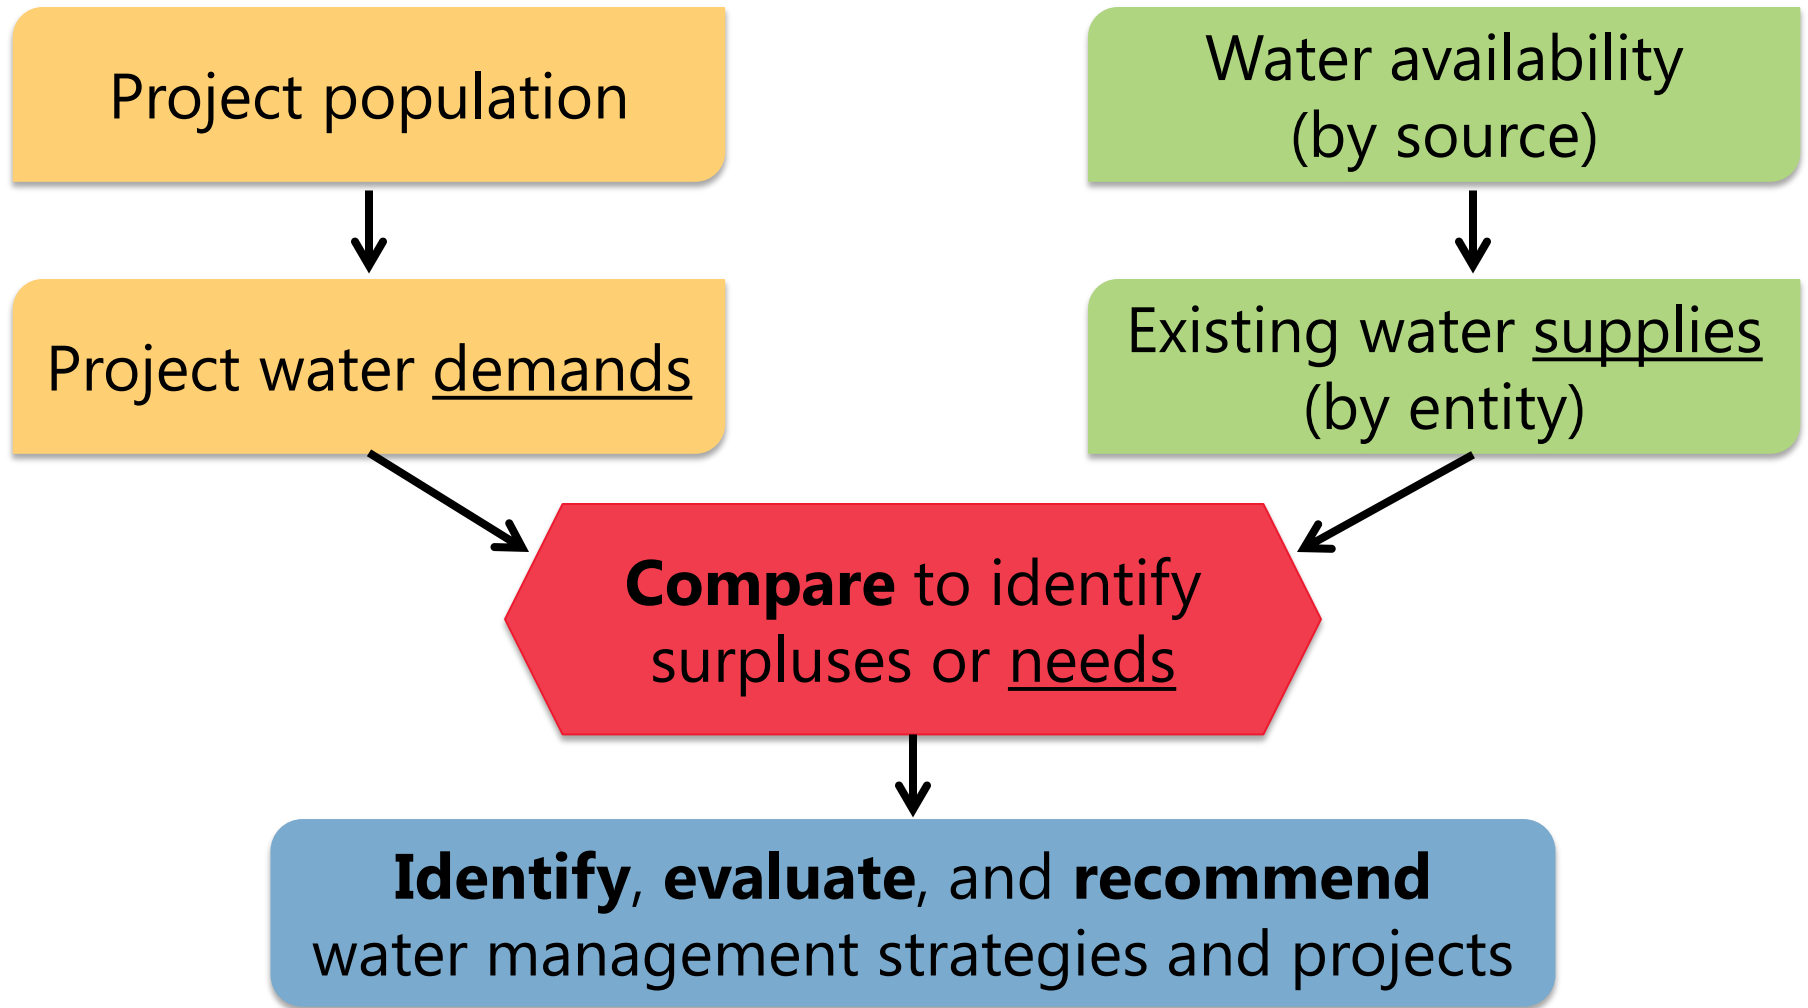 Project population
Water availability
(by source)
Project water demands
Existing water supplies
(by entity)
Compare to identify
surpluses or needs
Identify, evaluate, and recommend
water management strategies and projects